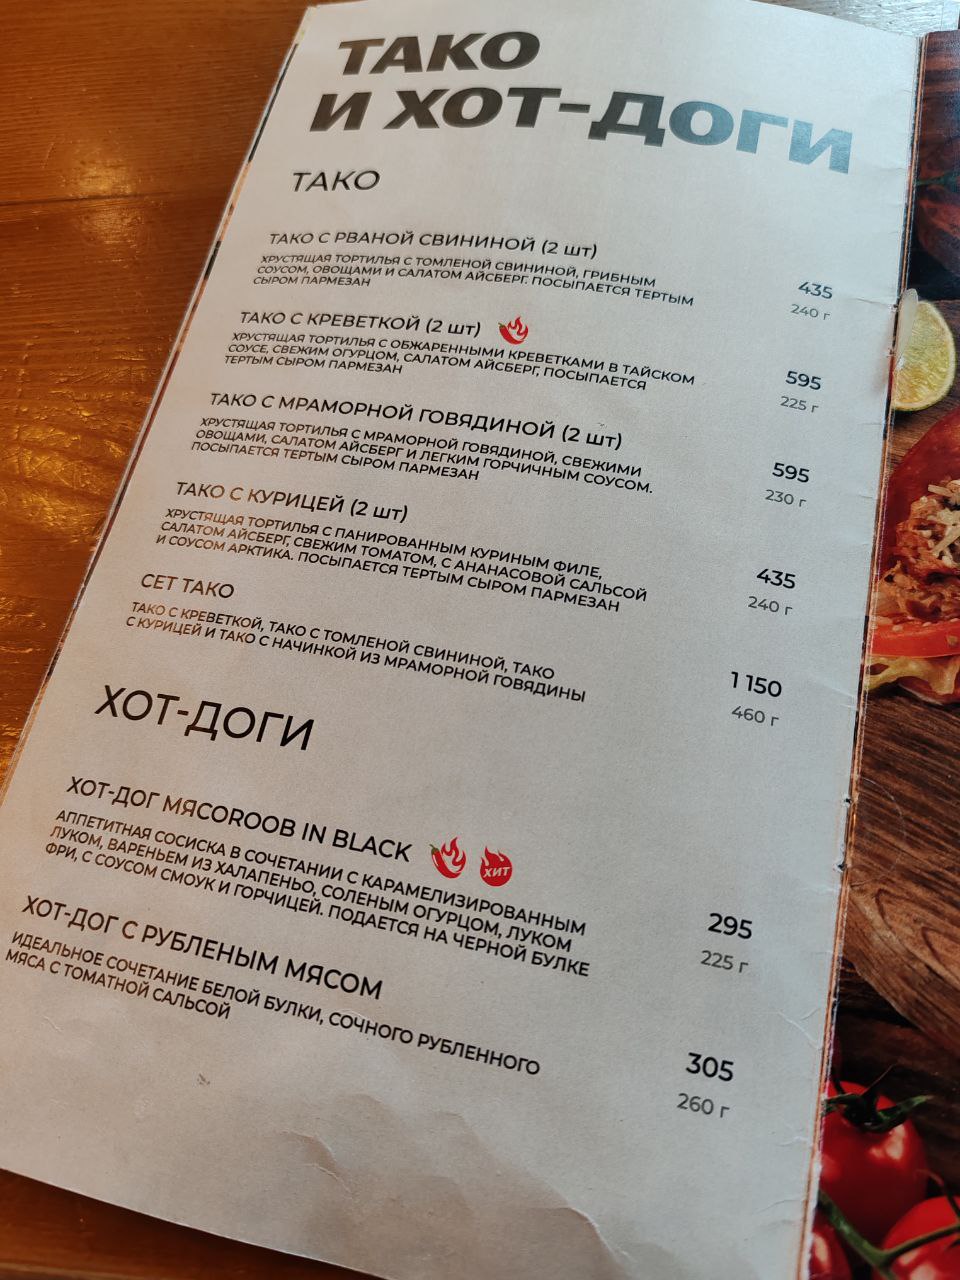 ТАКО
И ХОТ-ДОГИ
ТАКО
ТАКО С РВАНОЙ СВИНИНОЙ (2 шт)
ХРУСТЯЩАЯ ТОРТИЛЬЯ С ТОМЛЕНОЙ СВИНИНОЙ, ГРИБНЫМ
СОУСОМ, ОВОЩАМИ И САЛАТОМ АЙСБЕРГ. ПОСЫПАЕТСЯ ТЕРТЫМ
СЫРОМ ПАРМЕЗАН
435
240 г
ТАКО С КРЕВЕТКОЙ (2 шт)
ХРУСТЯЩАЯ ТОРТИЛЬЯ С ОБЖАРЕННЫМИ КРЕВЕТКАМИ В ТАЙСКОМ
СОУСЕ, СВЕЖИМ ОГУРЦОМ, САЛАТОМ АЙСБЕРГ, ПОСЫПАЕТСЯ
ТЕРТЫМ СЫРОМ ПАРМЕЗАН
595
225 г
ТАКО С МРАМОРНОЙ ГОВЯДИНОЙ (2 шт)
ХРУСТЯЩАЯ ТОРТИЛЬЯ С МРАМОРНОЙ ГОВЯДИНОЙ, СВЕЖИМИ
ОВОЩАМИ, САЛАТОМ АЙСБЕРГ И ЛЕГКИМ ГОРЧИЧНЫМ СОУСОМ.
ПОСЫПАЕТСЯ ТЕРТЫМ СЫРОМ ПАРМЕЗАН
595
230 г
ТАКО С КУРИЦЕЙ (2 шт)
ХРУСТЯЩАЯ ТОРТИЛЬЯ С ПАНИРОВАННЫМ КУРИНЫМ ФИЛЕ,
САЛАТОМ АЙСБЕРГ, СВЕЖИМ ТОМАТОМ, С АНАНАСОВОЙ САЛЬСОЙ
И СОУСОМ АРКТИКА. ПОСЫПАЕТСЯ ТЕРТЫМ СЫРОМ ПАРМЕЗАН
435
240 г
СЕТ ТАКО
ТАКО С КРЕВЕТКОЙ, ТАКО С ТОМЛЕНОЙ СВИНИНОЙ, ТАКО
С КУРИЦЕЙ И ТАКО С НАЧИНКОЙ ИЗ МРАМОРНОЙ ГОВЯДИНЫ
1 150
460 г
ХОТ-ДОГИ
ХОТ-ДОГ МЯСОROOB IN BLACK
ХИТ
АППЕТИТНАЯ СОСИСКА В СОЧЕТАНИИ С КАРАМЕЛИЗИРОВАННЫМ
ЛУКОМ, ВАРЕНЬЕМ ИЗ ХАЛАПЕНЬО, СОЛЕНЫМ ОГУРЦОМ, ЛУКОМ
ФРИ, С СОУСОМ СМОУК И ГОРЧИЦЕЙ. ПОДАЕТСЯ НА ЧЕРНОЙ БУЛКЕ
295
225 г
ХОТ-ДОГ С РУБЛЕНЫМ МЯСОМ
ИДЕАЛЬНОЕ СОЧЕТАНИЕ БЕЛОЙ БУЛКИ, СОЧНОГО РУБЛЕННОГО
МЯСА С ТОМАТНОЙ САЛЬСОЙ
305
260 г